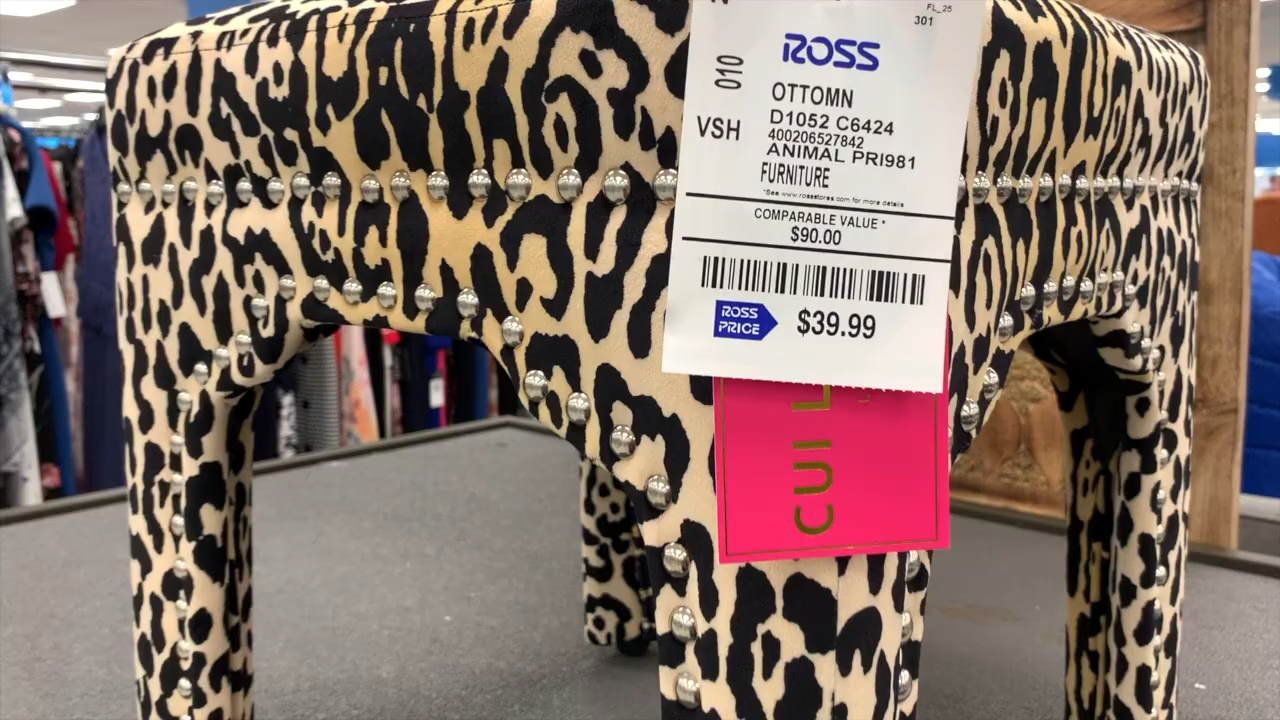 FL_25
301
ROSS
010
OTTOMN
D1052 C6424
VSH
400206527842
ANIMAL PRI981
FURNITURE
*See www.rossstores.com for more details
COMPARABLE VALUE *
$90.00
ROSS
PRICE
$39.99
CUI L